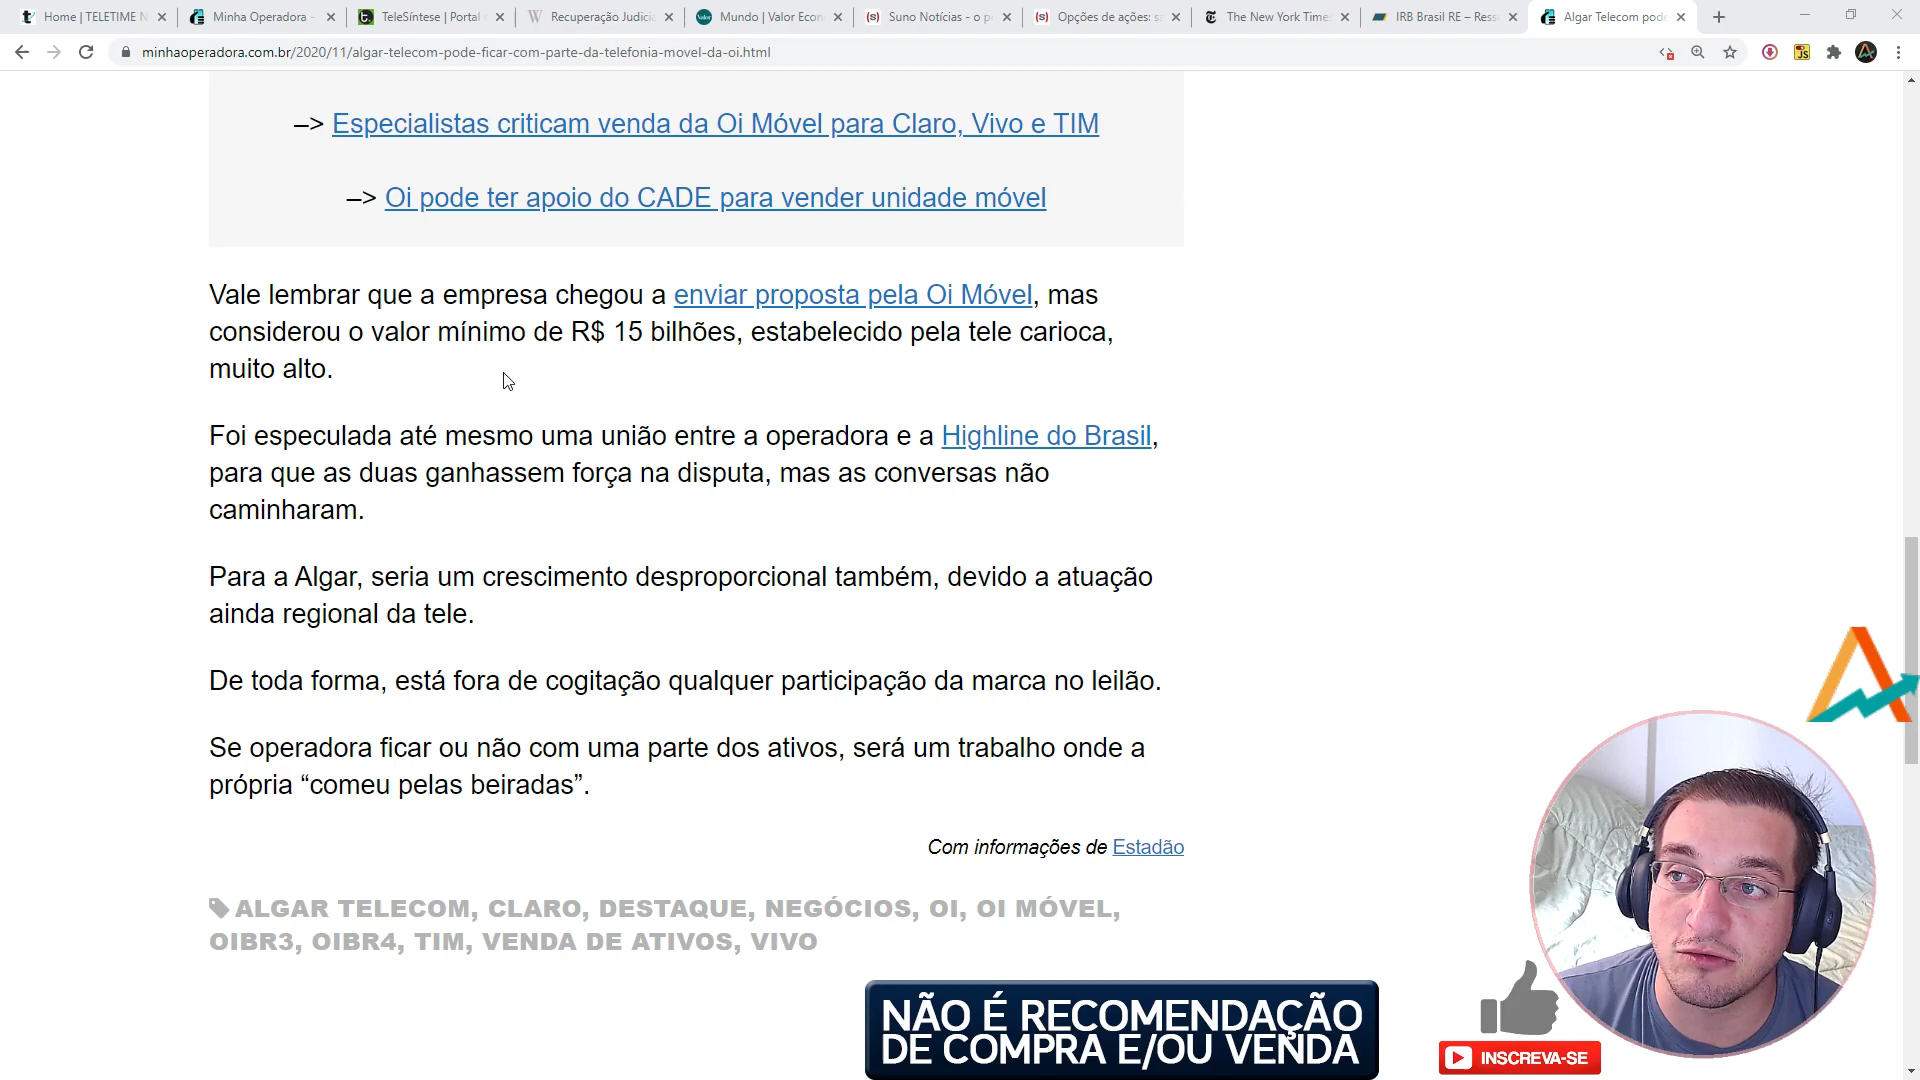 Home | TELETIME N
Minha Operadora -
TeleSíntese | Portal
Recuperação Judicia
Mundo | Valor Econ
Suno Notícias - o p
Opções de ações: sa
The New York Time
IRB Brasil RE – Ress
Algar Telecom pode
minhaoperadora.com.br/2020/11/algar-telecom-pode-ficar-com-parte-da-telefonia-movel-da-oi.html
–> Especialistas criticam venda da Oi Móvel para Claro, Vivo e TIM
–> Oi pode ter apoio do CADE para vender unidade móvel
Vale lembrar que a empresa chegou a enviar proposta pela Oi Móvel, mas
considerou o valor mínimo de R$ 15 bilhões, estabelecido pela tele carioca,
muito alto.
Foi especulada até mesmo uma união entre a operadora e a Highline do Brasil,
para que as duas ganhassem força na disputa, mas as conversas não
caminharam.
Para a Algar, seria um crescimento desproporcional também, devido a atuação
ainda regional da tele.
De toda forma, está fora de cogitação qualquer participação da marca no leilão.
Se operadora ficar ou não com uma parte dos ativos, será um trabalho onde a
própria “comeu pelas beiradas”.
Com informações de Estadão
ALGAR TELECOM, CLARO, DESTAQUE, NEGÓCIOS, OI, OI MÓVEL,
OIBR3, OIBR4, TIM, VENDA DE ATIVOS, VIVO
NÃO É RECOMENDAÇÃO
DE COMPRA E/OU VENDA
INSCREVA-SE